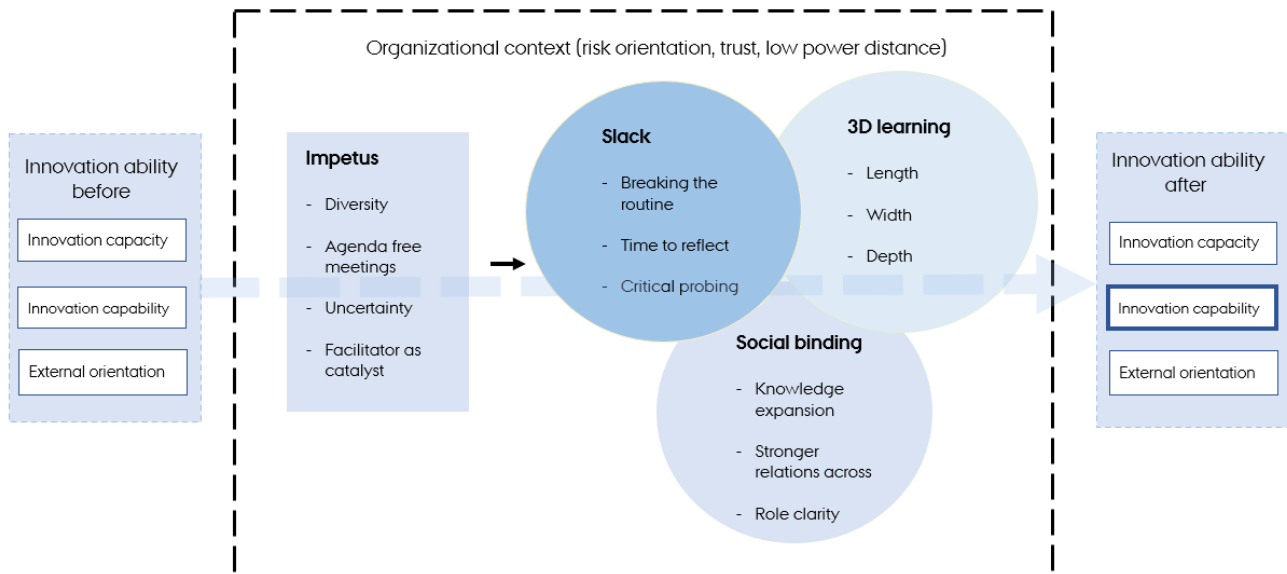 Organizational context (risk orientation, trust, low power distance)
Innovation ability
before
Innovation capacity
Innovation capability
External orientation
Impetus
- Diversity
- Agenda free
meetings
- Uncertainty
- Facilitator as
catalyst
Slack
- Breaking the
routine
- Time to reflect
- Critical probing
3D learning
- Length
- Width
- Depth
Social binding
- Knowledge
expansion
- Stronger
relations across
- Role clarity
Innovation ability
after
Innovation capacity
Innovation capability
External orientation